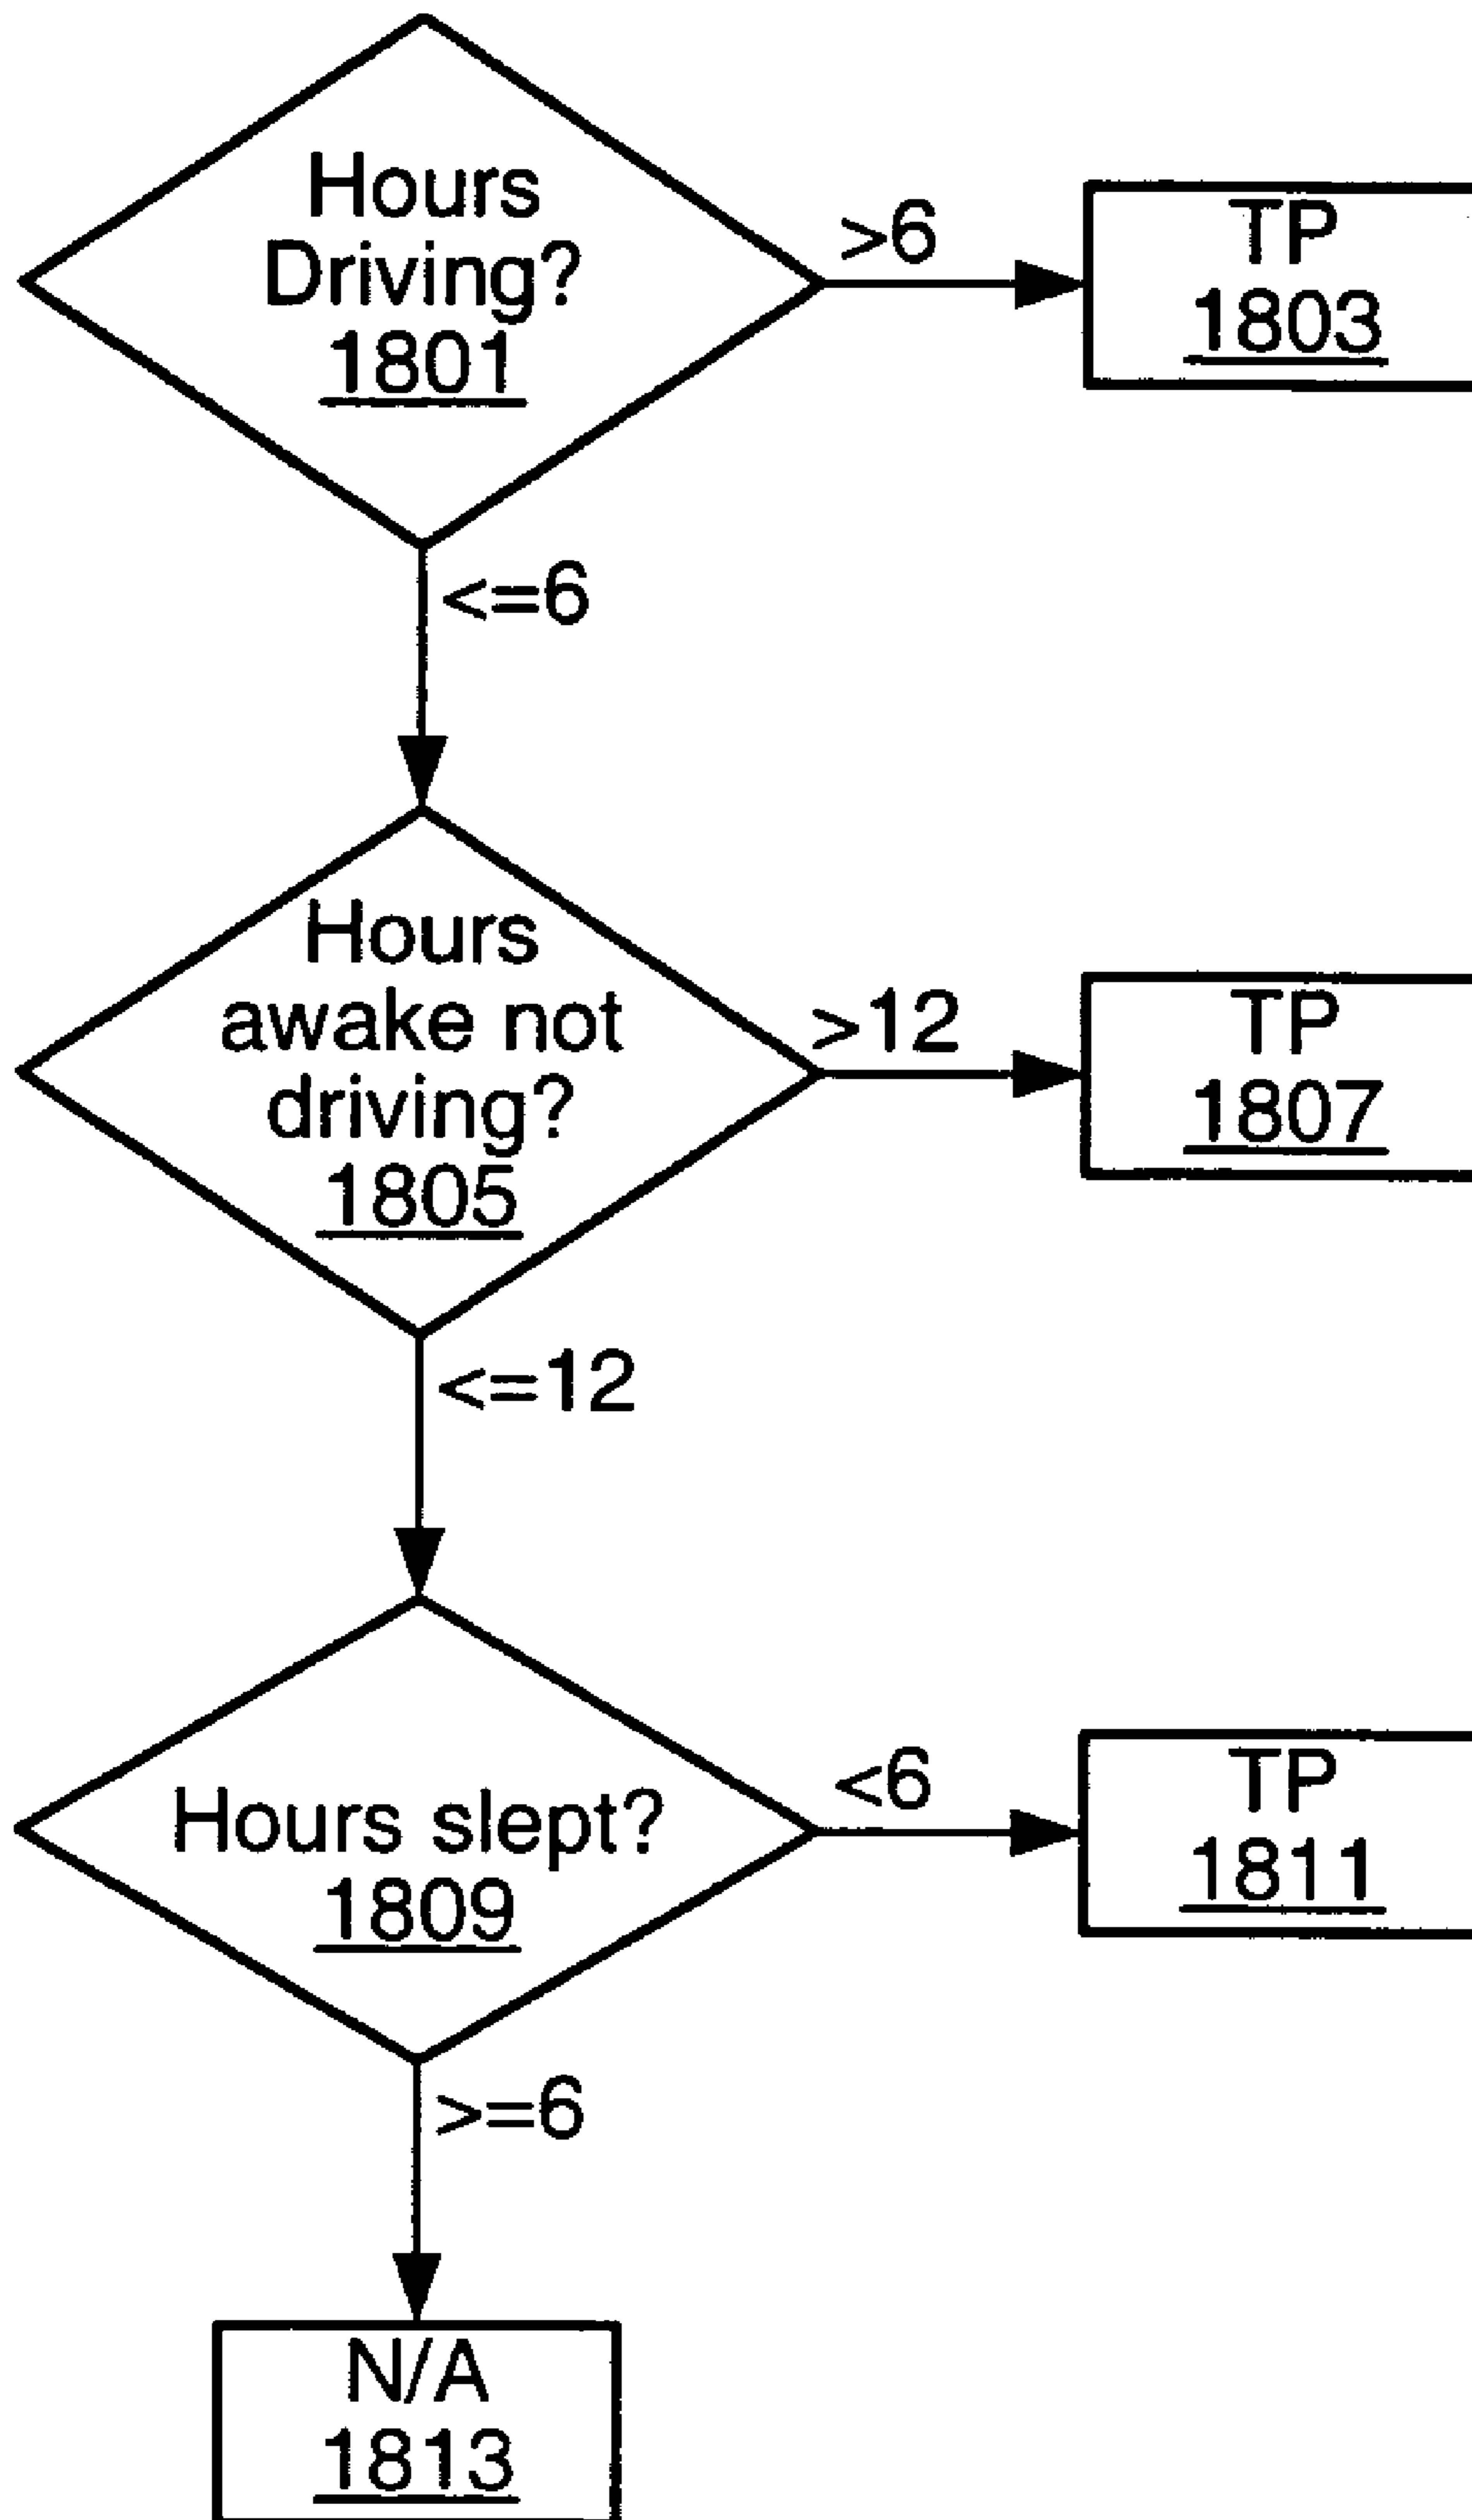 Hours
Driving?
1801
>6
TP
1803
<=6
Hours
awake not
driving?
1805
>12
TP
1807
<=12
Hours slept?
1809
<6
TP
1811
>=6
N/A
1813